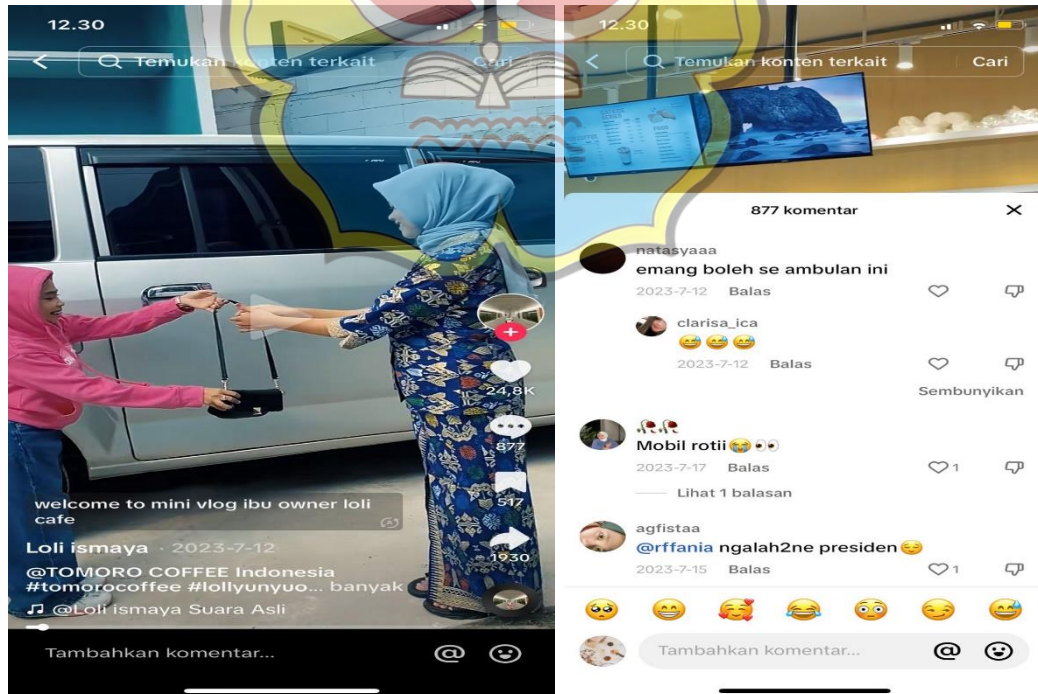 12.30
Temukan konten terkait
Cari
24,8K
877
517
1930
welcome to mini vlog ibu owner loli
cafe
Loli ismaya · 2023-7-12
@TOMORO COFFEE Indonesia
#tomorocoffee #lollyunyuo... banyak
@Loli ismaya Suara Asli
Tambahkan komentar...
12.30
Temukan konten terkait
Cari
877 komentar
natasyaaa
emang boleh se ambulan ini
2023-7-12 Balas
clarisa_ica
😅😅😅
2023-7-12 Balas
Sembunyikan
🥀🥀
Mobil rotii😭👀
2023-7-17 Balas
1
Lihat 1 balasan
agfistaa
@rffania ngalah2ne presiden😏
2023-7-15 Balas
1
🥺😁🥰😂😳😏😅
Tambahkan komentar...